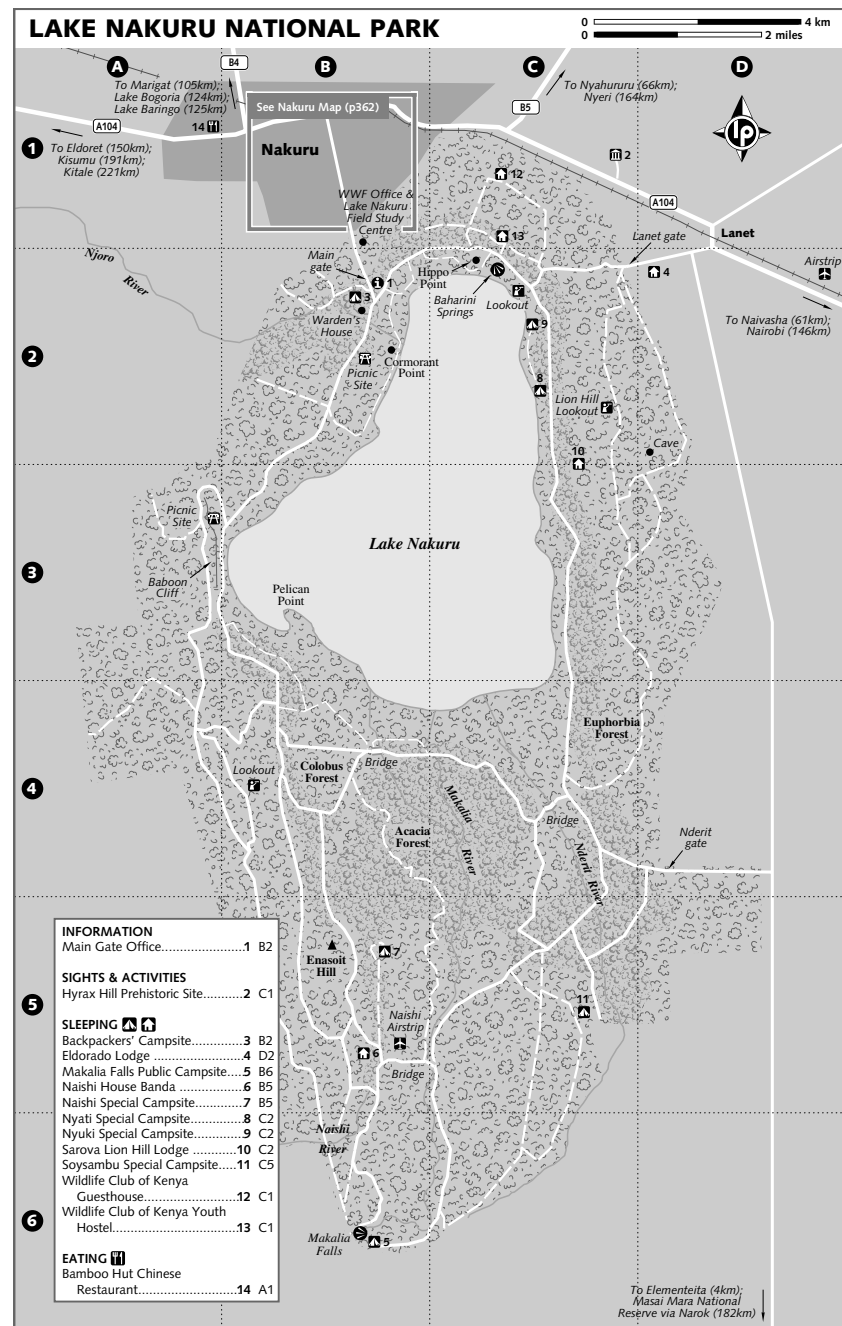 LAKE NAKURU NATIONAL PARK
0 4 km
0 2 miles
A
B
C
D
B4
To Marigat (105km);
Lake Bogoria (124km);
Lake Baringo (125km)
See Nakuru Map (p362)
To Nyahururu (66km);
Nyeri (164km)
B5
lp
A104
14
1
Nakuru
2
To Eldoret (150km);
Kisumu (191km);
Kitale (221km)
12
WWF Office &
Lake Nakuru
Field Study
Centre
A104
13
Lanet
Lanet gate
Njoro
River
Main
gate
1
Hippo
Point
Baharini
Springs
Lookout
4
Airstrip
3
Warden's
House
9
To Naivasha (61km);
Nairobi (146km)
2
Picnic
Site
Cormorant
Point
8
Lion Hill
Lookout
Cave
10
Picnic
Site
Lake Nakuru
3
Baboon
Cliff
Pelican
Point
Euphorbia
Forest
Colobus
Forest
Bridge
Lookout
4
Makalia
River
Acacia
Forest
Bridge
Nderit River
Nderit
gate
INFORMATION
Main Gate Office.....................1 B2
SIGHTS & ACTIVITIES
Hyrax Hill Prehistoric Site.........2 C1
SLEEPING
Backpackers' Campsite............3 B2
Eldorado Lodge .....................4 D2
Makalia Falls Public Campsite....5 B6
Naishi House Banda ................6 B5
Naishi Special Campsite...........7 B5
Nyati Special Campsite............8 C2
Nyuki Special Campsite...........9 C2
Sarova Lion Hill Lodge ...........10 C2
Soysambu Special Campsite....11 C5
Wildlife Club of Kenya
Guesthouse......................12 C1
Wildlife Club of Kenya Youth
Hostel............................13 C1
EATING
Bamboo Hut Chinese
Restaurant.......................14 A1
Enasoit
Hill
7
5
11
Naishi
Airstrip
6
Bridge
Naishi
River
6
Makalia
Falls
5
To Elementeita (4km);
Masai Mara National
Reserve via Narok (182km)